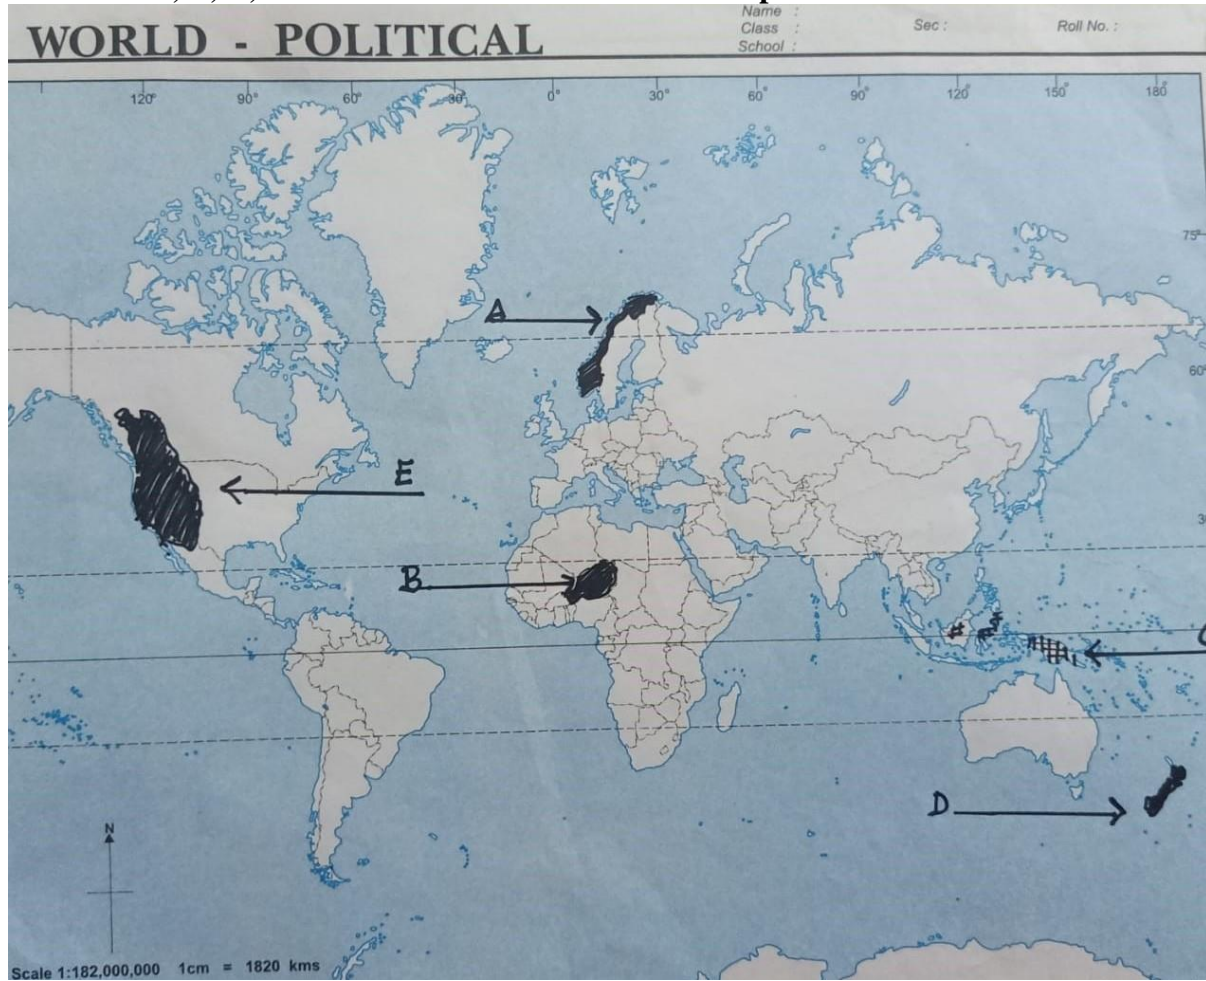 WORLD - POLITICAL
Name :
Class :
School :
Sec :
Roll No. :
120° 90° 60° 30° 0° 30° 60° 90° 120° 150° 180°
75°
A
60°
E
B
D
N
Scale 1:182,000,000 1cm = 1820 kms